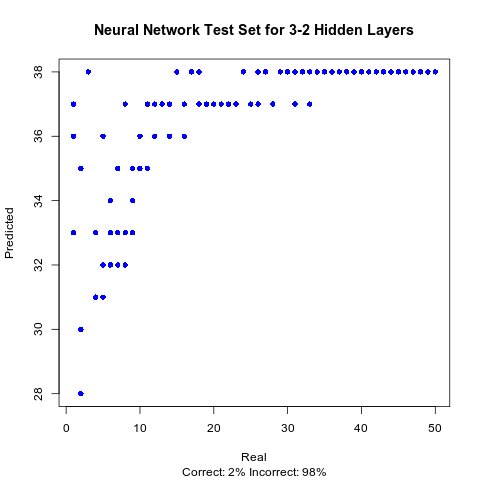 Neural Network Test Set for 3-2 Hidden Layers
38
36
34
32
30
28
Predicted
0 10 20 30 40 50
Real
Correct: 2% Incorrect: 98%